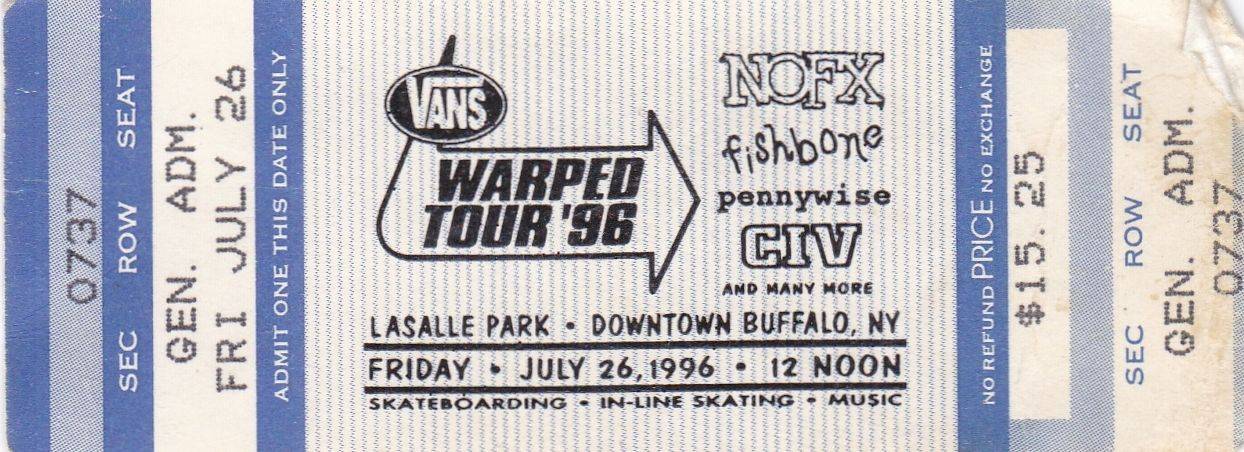 0737
SEC ROW SEAT
GEN. ADM.
FRI JULY 26
ADMIT ONE THIS DATE ONLY
VANS
WARPED
TOUR '96
NOFX
fishbone
pennywise
CIV
AND MANY MORE
LASALLE PARK • DOWNTOWN BUFFALO, NY
FRIDAY • JULY 26, 1996 • 12 NOON
SKATEBOARDING • IN-LINE SKATING • MUSIC
NO REFUND PRICE NO EXCHANGE
$15.25
SEC ROW SEAT
GEN. ADM.
0737